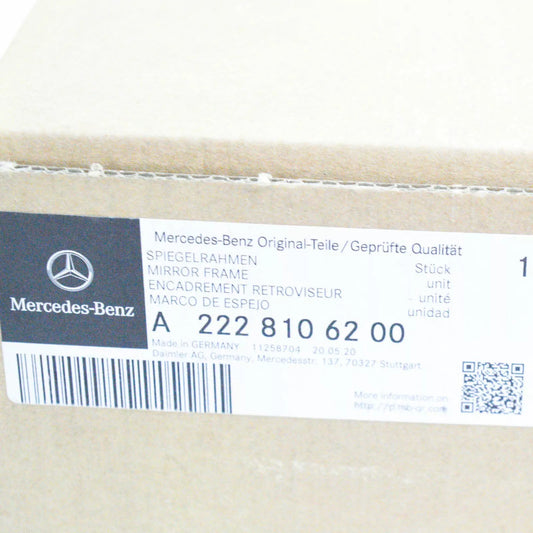 Mercedes-Benz Original-Teile/Geprüfte Qualität
SPIEGELRAHMEN Stück 1
MIRROR FRAME unit
ENCADREMENT RETROVISEUR unité
MARCO DE ESPEJO unidad
Mercedes-Benz
A 222 810 62 00
Made in GERMANY 11258704 20.05.20
Daimler AG, Germany, Mercedesstr. 137, 70327 Stuttgart
More information on: